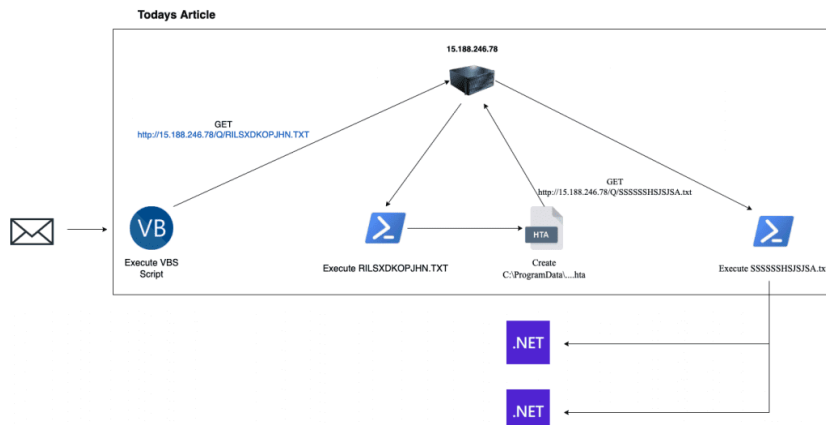 Todays Article
15.188.246.78
GET
http://15.188.246.78/Q/RILSXDKOPJHN.TXT
GET
http://15.188.246.78/Q/SSSSSSHSJSJSA.txt
VB
HTA
Execute VBS
Script
Execute RILSXDKOPJHN.TXT
Create
C:\ProgramData\....hta
Execute SSSSSSHSJSJSA.tx
.NET
.NET